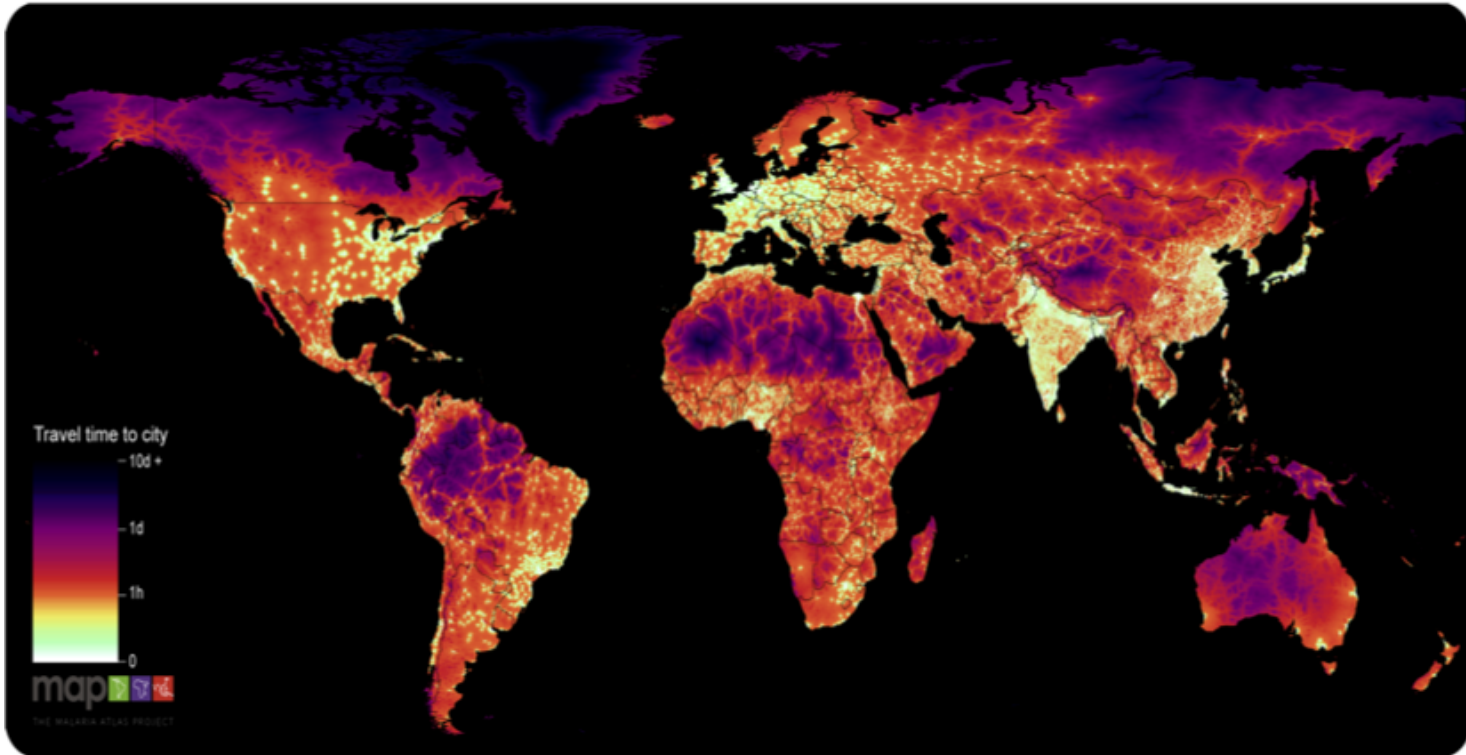 Travel time to city
10d +
1d
1h
0
map
THE MALARIA ATLAS PROJECT